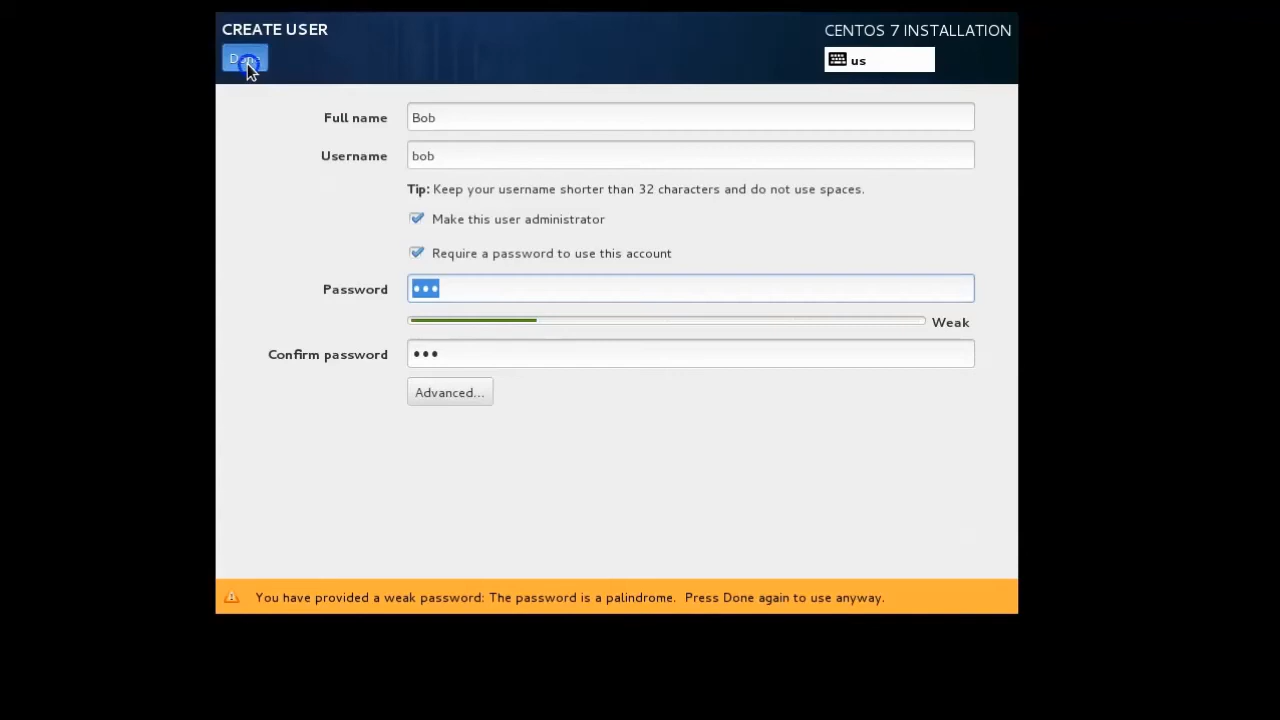 CREATE USER
CENTOS 7 INSTALLATION
us
Full name
Bob
Username
bob
Tip: Keep your username shorter than 32 characters and do not use spaces.
Make this user administrator
Require a password to use this account
Password
•••
Weak
Confirm password
•••
Advanced...
You have provided a weak password: The password is a palindrome. Press Done again to use anyway.